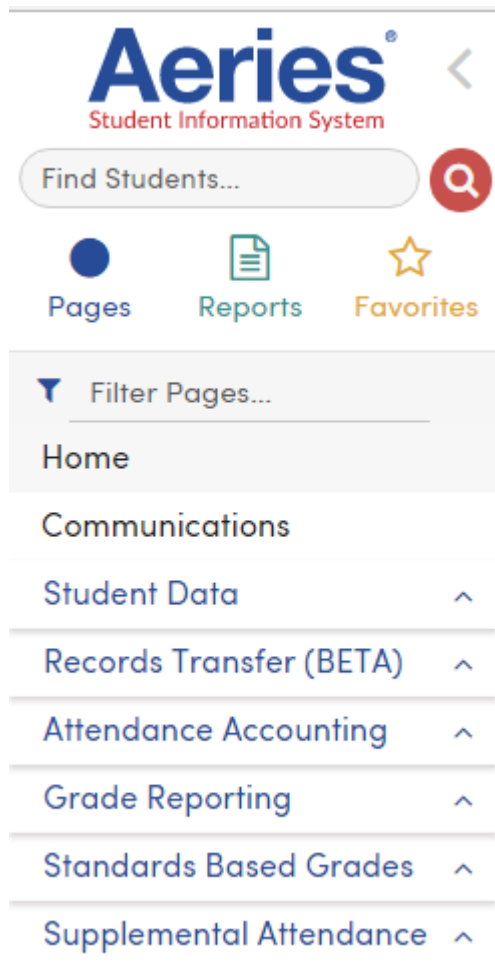 Aeries®
Student Information System
Find Students...
Pages Reports Favorites
Filter Pages...
Home
Communications
Student Data
Records Transfer (BETA)
Attendance Accounting
Grade Reporting
Standards Based Grades
Supplemental Attendance